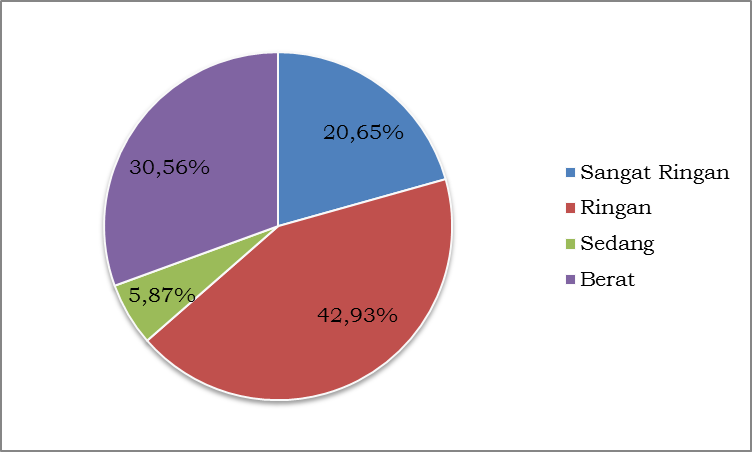 20,65%
30,56%
5,87%
42,93%
Sangat Ringan
Ringan
Sedang
Berat